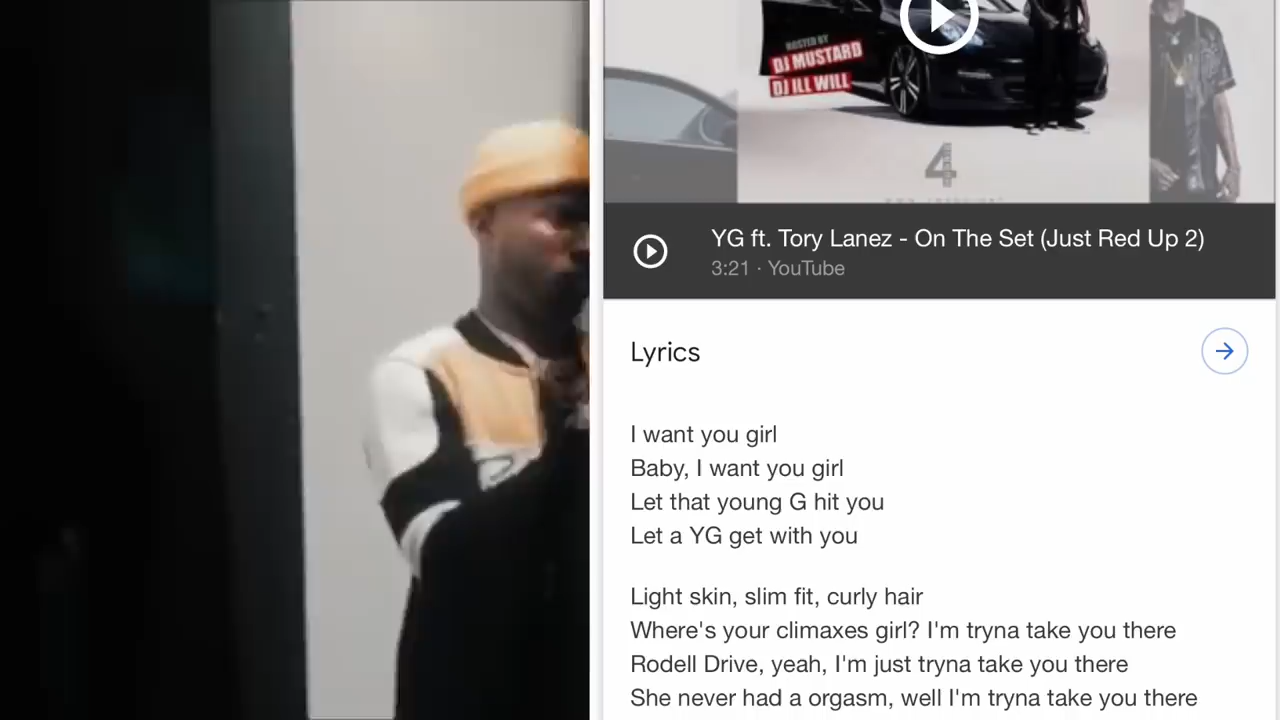 HOSTED BY
DJ MUSTARD
DJ ILL WILL
4
YG ft. Tory Lanez - On The Set (Just Red Up 2)
3:21 · YouTube
Lyrics
I want you girl
Baby, I want you girl
Let that young G hit you
Let a YG get with you
Light skin, slim fit, curly hair
Where's your climaxes girl? I'm tryna take you there
Rodell Drive, yeah, I'm just tryna take you there
She never had a orgasm, well I'm tryna take you there